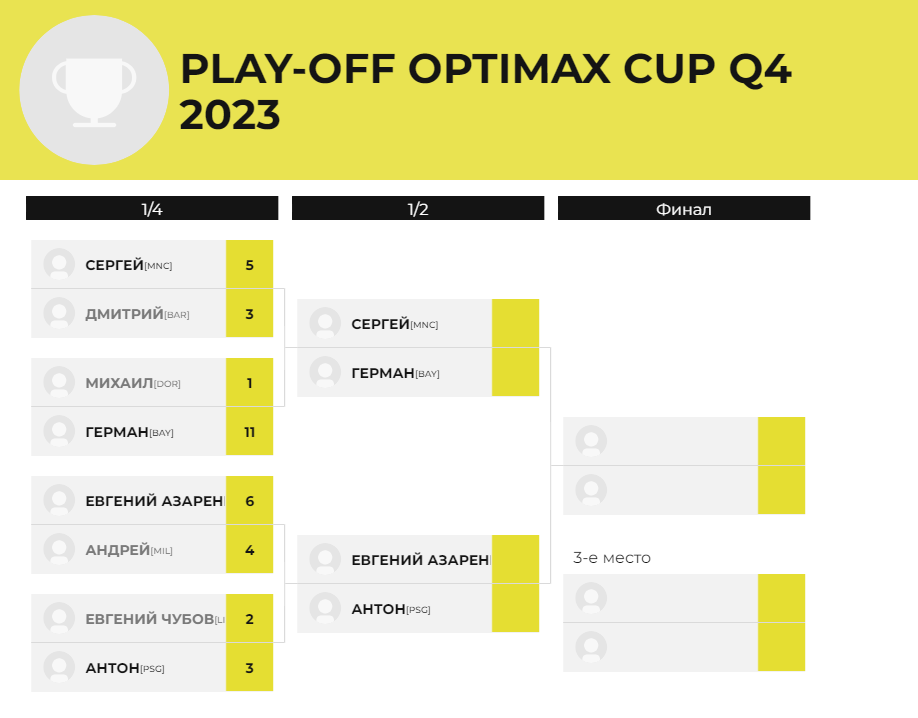 PLAY-OFF OPTIMAX CUP Q4
2023
1/4
1/2
Финал
СЕРГЕЙ[MNC] 5
ДМИТРИЙ[BAR] 3
МИХАИЛ[DOR] 1
ГЕРМАН[BAY] 11
ЕВГЕНИЙ АЗАРЕН 6
АНДРЕЙ[MIL] 4
ЕВГЕНИЙ ЧУБОВ[LI 2
АНТОН[PSG] 3
СЕРГЕЙ[MNC]
ГЕРМАН[BAY]
ЕВГЕНИЙ АЗАРЕН
АНТОН[PSG]
3-е место